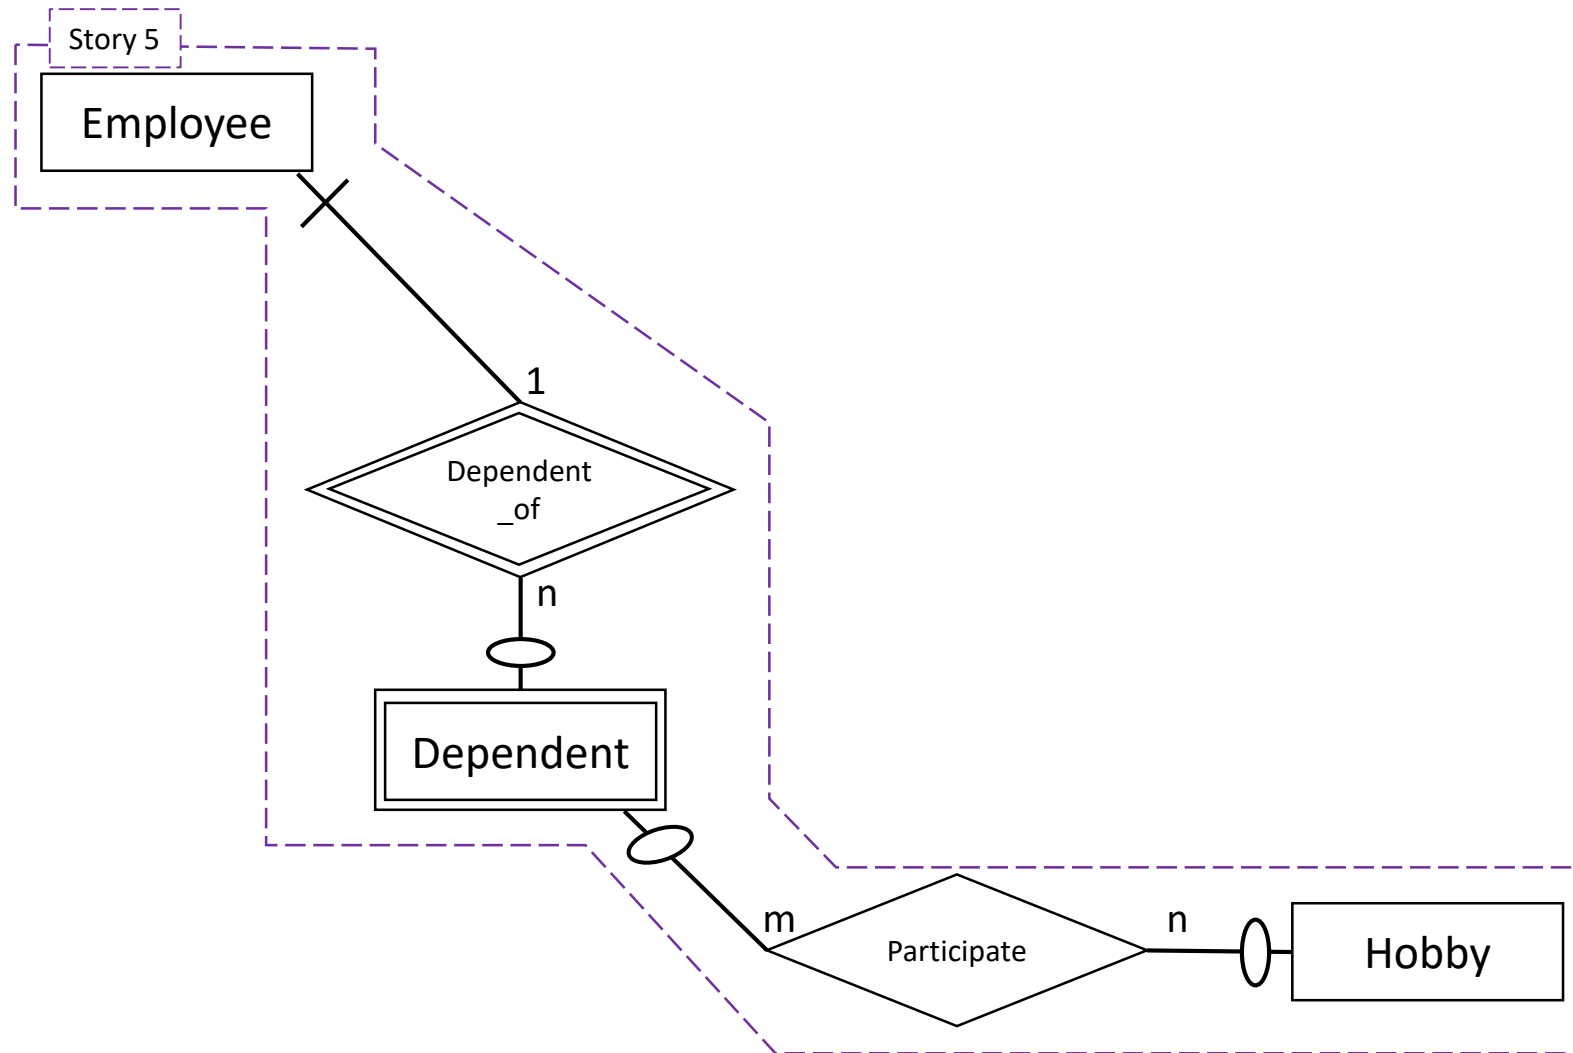 Story 5
Employee
1
Dependent
_of
n
Dependent
m
n
Participate
Hobby